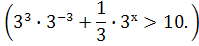 (3³ · 3⁻³ + 1/3 · 3ˣ > 10.)